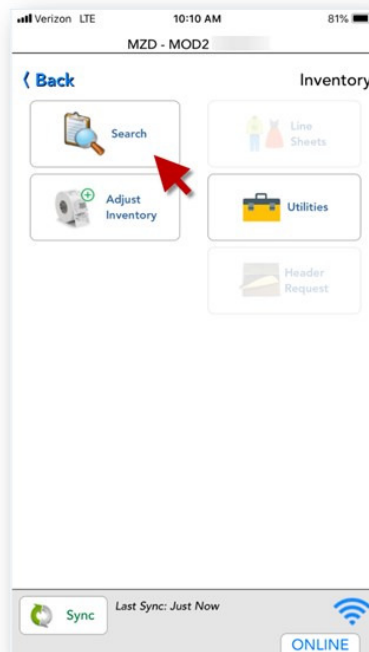 Verizon LTE 10:10 AM 81%
MZD - MOD2
Back Inventory
Search
Line
Sheets
Adjust
Inventory
Utilities
Header
Request
Sync
Last Sync: Just Now
ONLINE